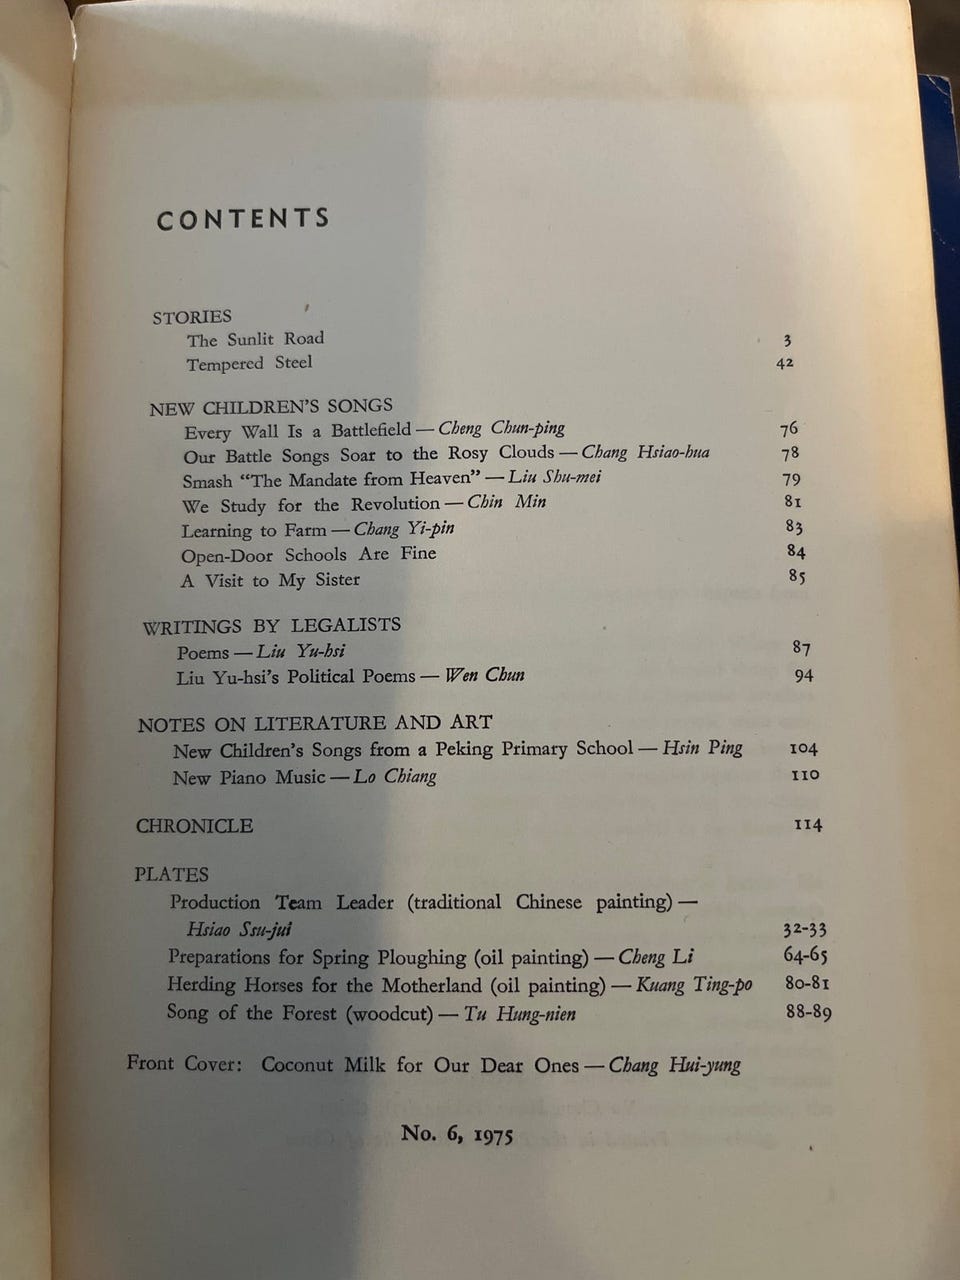 CONTENTS
STORIES
The Sunlit Road 3
Tempered Steel 42
NEW CHILDREN'S SONGS
Every Wall Is a Battlefield — Cheng Chun-ping 76
Our Battle Songs Soar to the Rosy Clouds — Chang Hsiao-hua 78
Smash “The Mandate from Heaven” — Liu Shu-mei 79
We Study for the Revolution — Chin Min 81
Learning to Farm — Chang Yi-pin 83
Open-Door Schools Are Fine 84
A Visit to My Sister 85
WRITINGS BY LEGALISTS
Poems — Liu Yu-hsi 87
Liu Yu-hsi's Political Poems — Wen Chun 94
NOTES ON LITERATURE AND ART
New Children's Songs from a Peking Primary School — Hsin Ping 104
New Piano Music — Lo Chiang 110
CHRONICLE 114
PLATES
Production Team Leader (traditional Chinese painting) —
Hsiao Ssu-jui 32-33
Preparations for Spring Ploughing (oil painting) — Cheng Li 64-65
Herding Horses for the Motherland (oil painting) — Kuang Ting-po 80-81
Song of the Forest (woodcut) — Tu Hung-nien 88-89
Front Cover: Coconut Milk for Our Dear Ones — Chang Hui-yung
No. 6, 1975